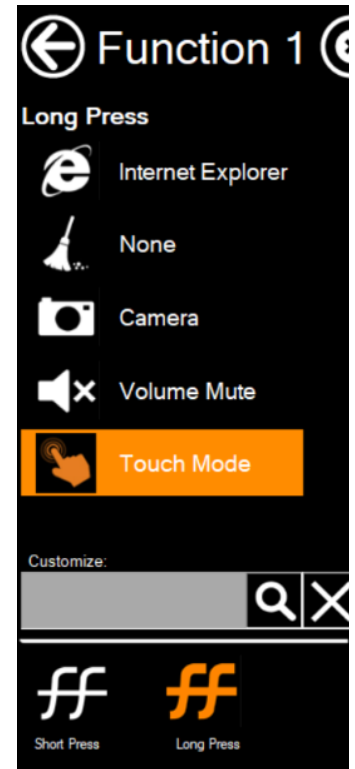 Function 1
Long Press
Internet Explorer
None
Camera
Volume Mute
Touch Mode
Customize:
Short Press
Long Press